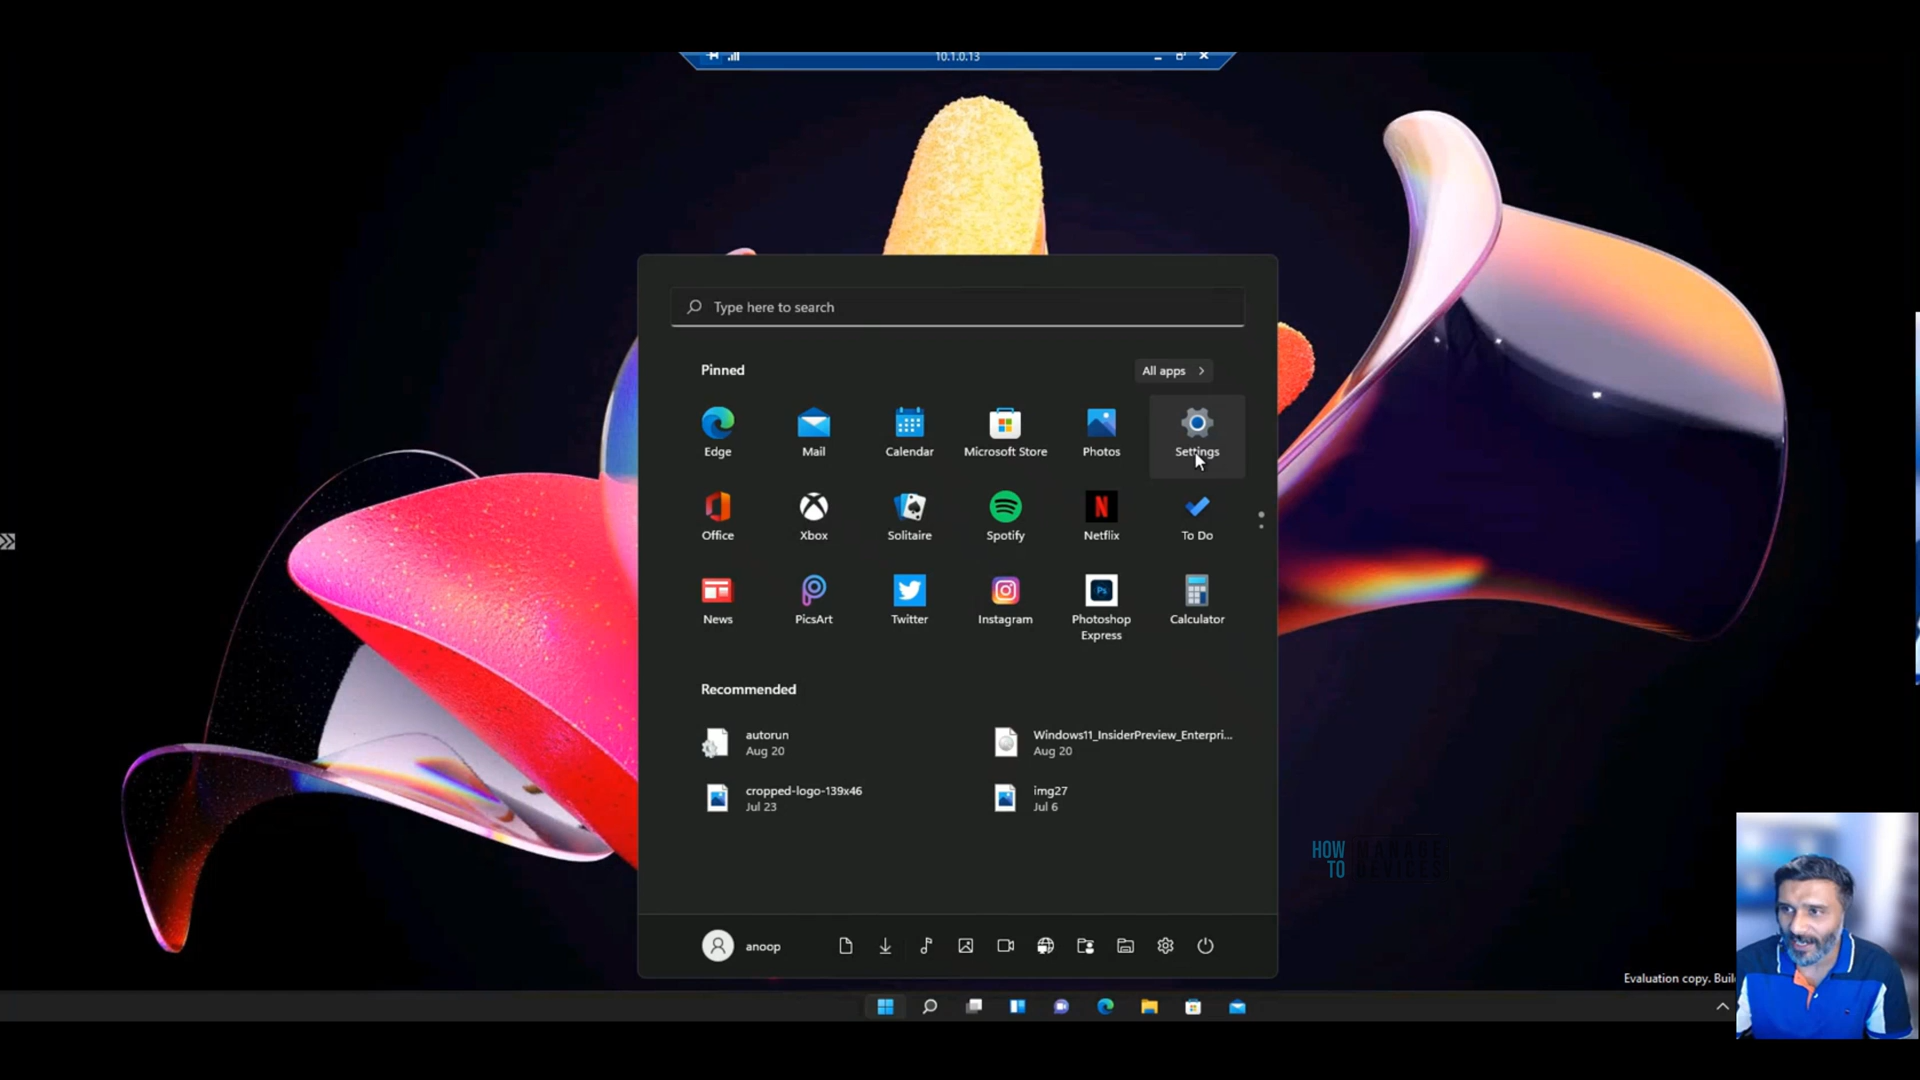 10.1.0.13
Type here to search
Pinned
All apps
Edge
Mail
Calendar
Microsoft Store
Photos
Settings
Office
Xbox
Solitaire
Spotify
Netflix
To Do
News
PicsArt
Twitter
Instagram
Photoshop
Express
Calculator
Recommended
autorun
Aug 20
Windows11_InsiderPreview_Enterpri...
Aug 20
cropped-logo-139x46
Jul 23
img27
Jul 6
HOW MANAGE
TO DEVICES
anoop
Evaluation copy. Buil